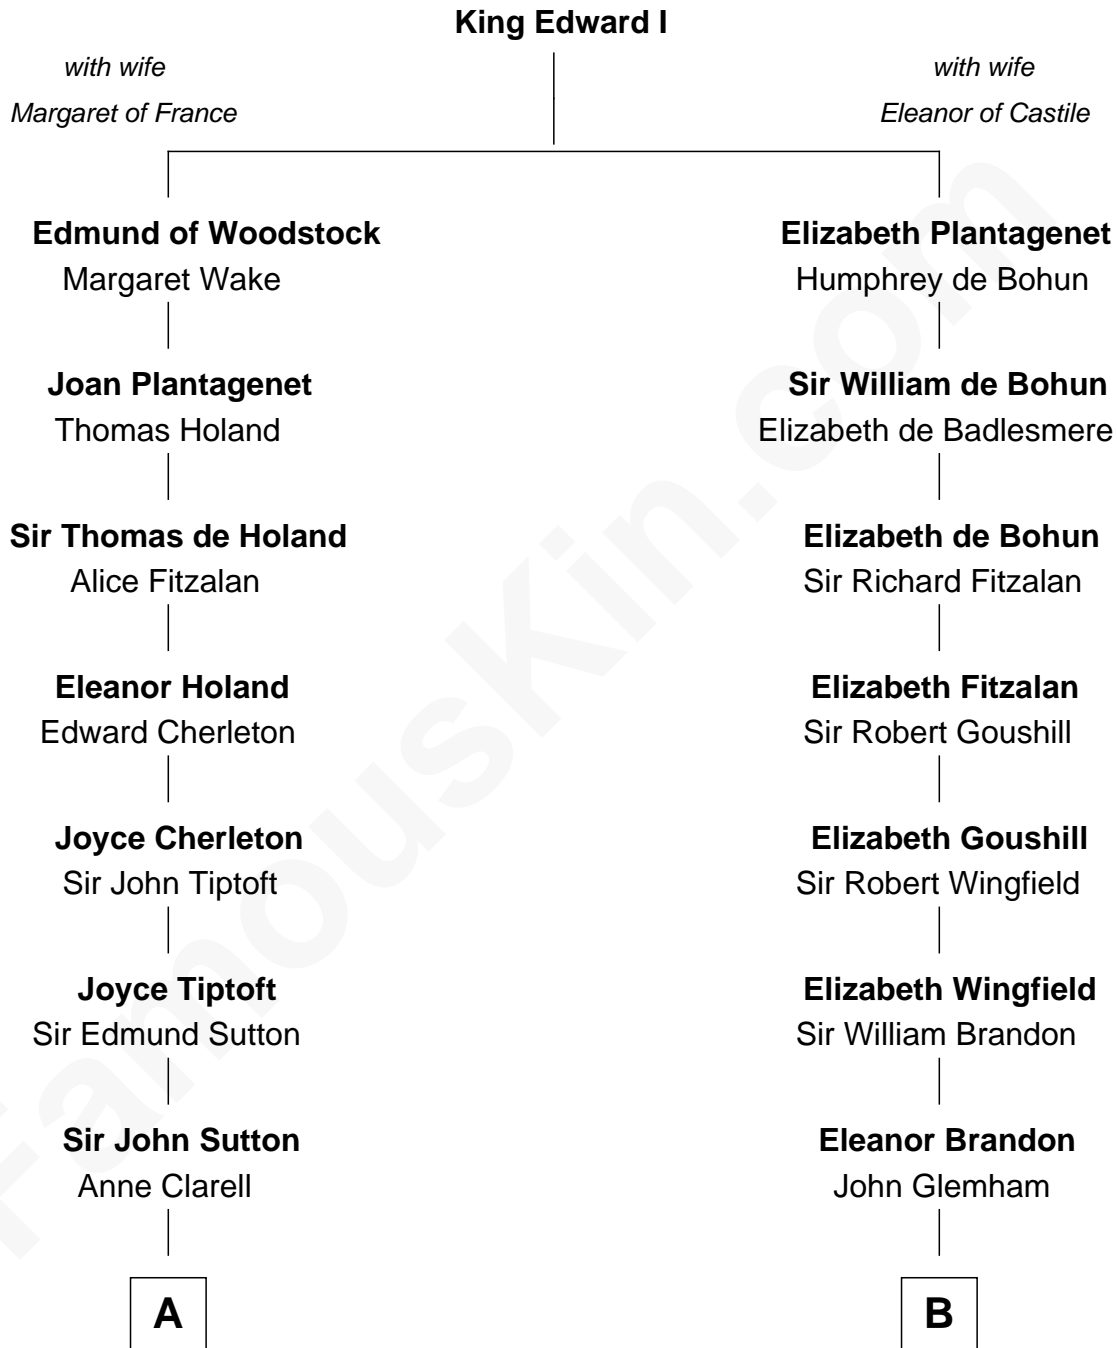 King Edward I
with wife
Margaret of France
with wife
Eleanor of Castile
Edmund of Woodstock
Margaret Wake
Elizabeth Plantagenet
Humphrey de Bohun
Joan Plantagenet
Thomas Holand
Sir William de Bohun
Elizabeth de Badlesmere
Sir Thomas de Holand
Alice Fitzalan
Elizabeth de Bohun
Sir Richard Fitzalan
Eleanor Holand
Edward Cherleton
Elizabeth Fitzalan
Sir Robert Goushill
Joyce Cherleton
Sir John Tiptoft
Elizabeth Goushill
Sir Robert Wingfield
Joyce Tiptoft
Sir Edmund Sutton
Elizabeth Wingfield
Sir William Brandon
Sir John Sutton
Anne Clarell
Eleanor Brandon
John Glemham
A
B
FamousKin.com